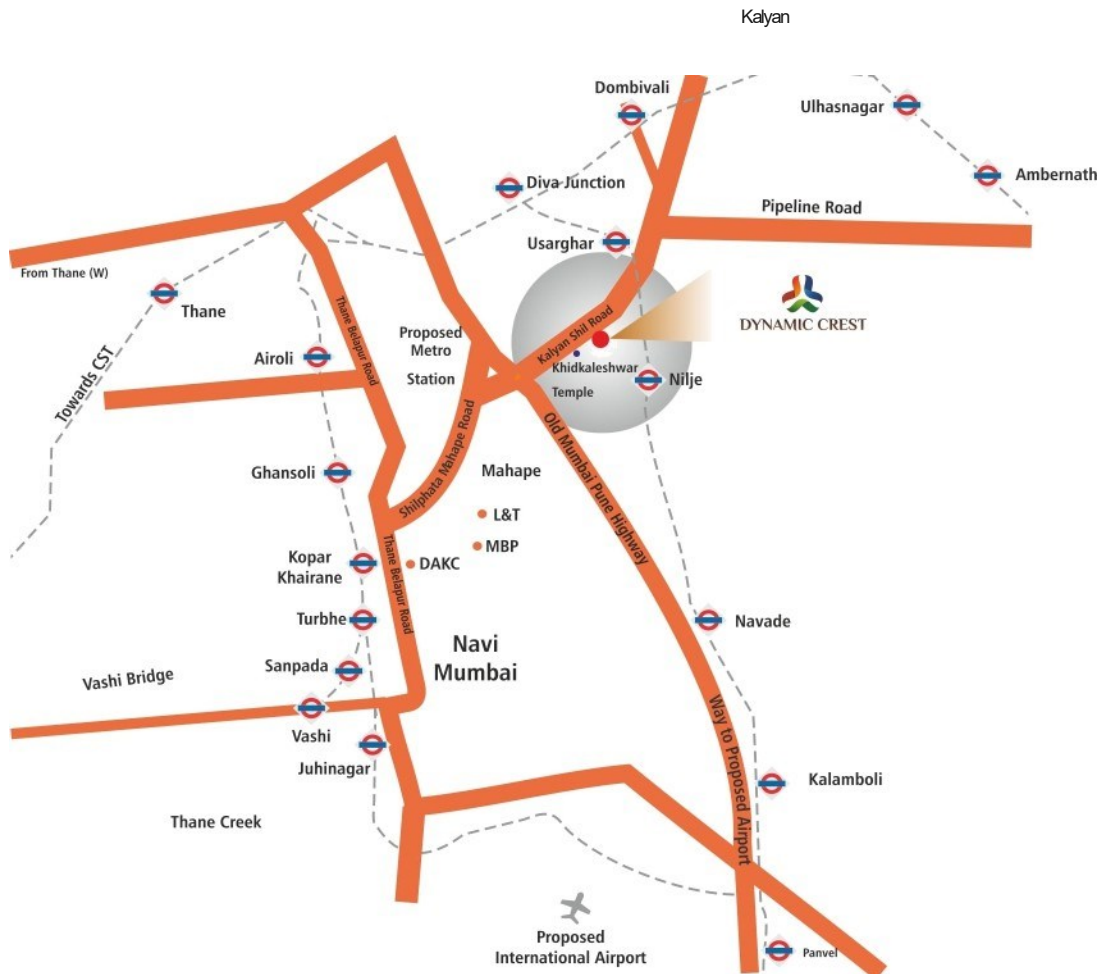 Kalyan
Dombivali
Ulhasnagar
Ambernath
Diva Junction
Pipeline Road
Usarghar
From Thane (W)
Thane
DYNAMIC CREST
Thane Belapur Road
Proposed
Metro
Station
Kalyan Shil Road
Khidkaleshwar
Temple
Airoli
Nilje
Towards CST
Shilphata Mahape Road
Old Mumbai Pune Highway
Ghansoli
Mahape
L&T
MBP
DAKC
Kopar
Khairane
Thane Belapur Road
Turbhe
Navade
Navi
Mumbai
Sanpada
Vashi Bridge
Vashi
Juhinagar
Way to Proposed Airport
Kalamboli
Thane Creek
Proposed
International Airport
Panvel